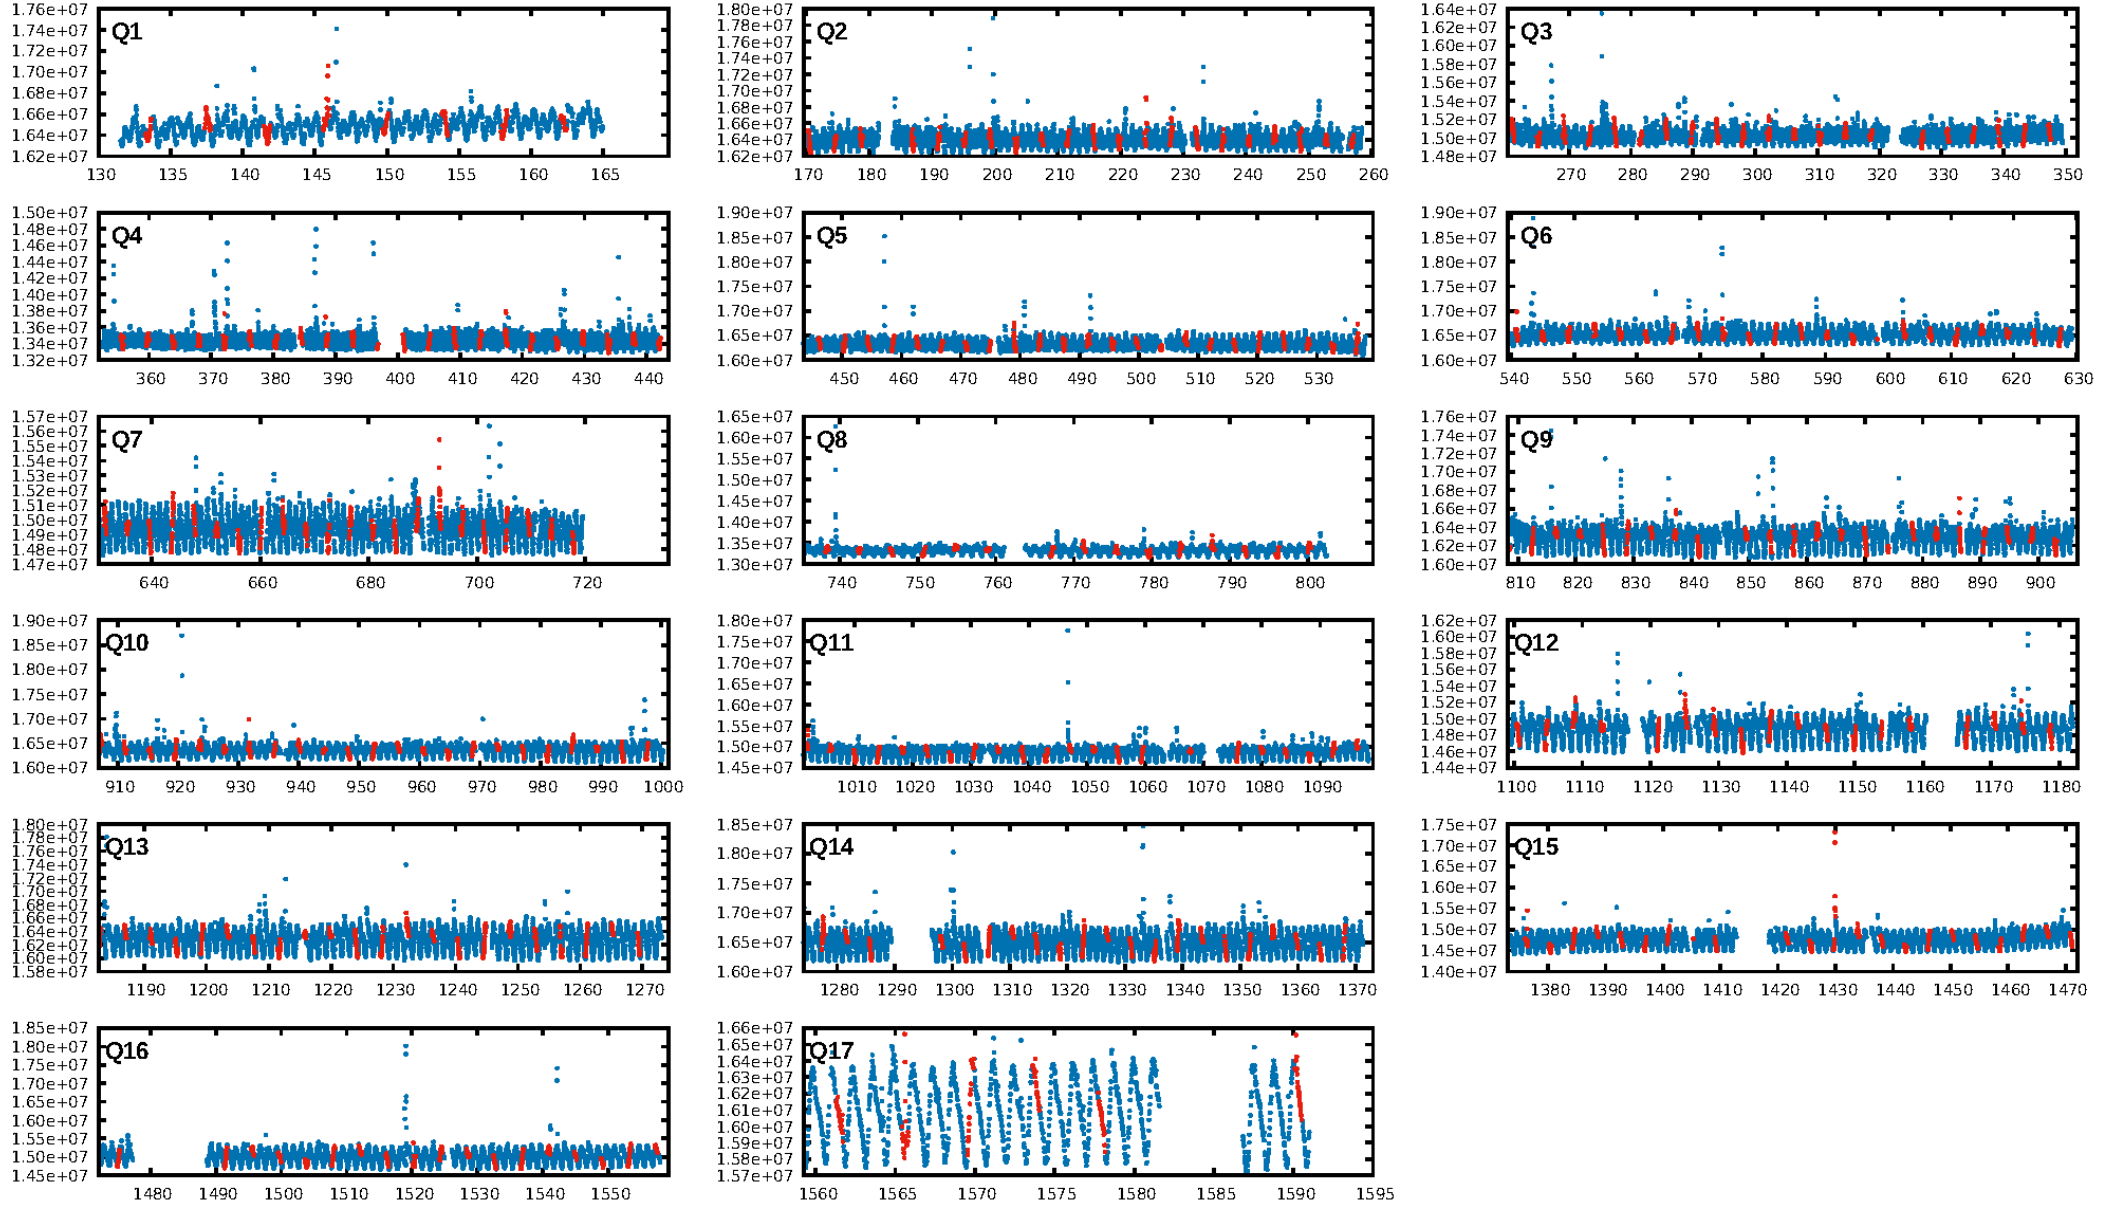 1.76e+07 1.74e+07 1.72e+07 1.70e+07 1.68e+07 1.66e+07 1.64e+07 1.62e+07
Q1
130 135 140 145 150 155 160 165
1.80e+07 1.78e+07 1.76e+07 1.74e+07 1.72e+07 1.70e+07 1.68e+07 1.66e+07 1.64e+07 1.62e+07
Q2
170 180 190 200 210 220 230 240 250 260
1.64e+07 1.62e+07 1.60e+07 1.58e+07 1.56e+07 1.54e+07 1.52e+07 1.50e+07 1.48e+07
Q3
270 280 290 300 310 320 330 340 350
1.50e+07 1.48e+07 1.46e+07 1.44e+07 1.42e+07 1.40e+07 1.38e+07 1.36e+07 1.34e+07 1.32e+07
Q4
360 370 380 390 400 410 420 430 440
1.90e+07 1.85e+07 1.80e+07 1.75e+07 1.70e+07 1.65e+07 1.60e+07
Q5
450 460 470 480 490 500 510 520 530
1.90e+07 1.85e+07 1.80e+07 1.75e+07 1.70e+07 1.65e+07 1.60e+07
Q6
540 550 560 570 580 590 600 610 620 630
1.57e+07 1.56e+07 1.55e+07 1.54e+07 1.53e+07 1.52e+07 1.51e+07 1.50e+07 1.49e+07 1.48e+07 1.47e+07
Q7
640 660 680 700 720
1.65e+07 1.60e+07 1.55e+07 1.50e+07 1.45e+07 1.40e+07 1.35e+07 1.30e+07
Q8
740 750 760 770 780 790 800
1.76e+07 1.74e+07 1.72e+07 1.70e+07 1.68e+07 1.66e+07 1.64e+07 1.62e+07 1.60e+07
Q9
810 820 830 840 850 860 870 880 890 900
1.90e+07 1.85e+07 1.80e+07 1.75e+07 1.70e+07 1.65e+07 1.60e+07
Q10
910 920 930 940 950 960 970 980 990 1000
1.80e+07 1.75e+07 1.70e+07 1.65e+07 1.60e+07 1.55e+07 1.50e+07 1.45e+07
Q11
1010 1020 1030 1040 1050 1060 1070 1080 1090
1.62e+07 1.60e+07 1.58e+07 1.56e+07 1.54e+07 1.52e+07 1.50e+07 1.48e+07 1.46e+07 1.44e+07
Q12
1100 1110 1120 1130 1140 1150 1160 1170 1180
1.80e+07 1.78e+07 1.76e+07 1.74e+07 1.72e+07 1.70e+07 1.68e+07 1.66e+07 1.64e+07 1.62e+07 1.60e+07 1.58e+07
Q13
1190 1200 1210 1220 1230 1240 1250 1260 1270
1.85e+07 1.80e+07 1.75e+07 1.70e+07 1.65e+07 1.60e+07
Q14
1280 1290 1300 1310 1320 1330 1340 1350 1360 1370
1.75e+07 1.70e+07 1.65e+07 1.60e+07 1.55e+07 1.50e+07 1.45e+07 1.40e+07
Q15
1380 1390 1400 1410 1420 1430 1440 1450 1460 1470
1.85e+07 1.80e+07 1.75e+07 1.70e+07 1.65e+07 1.60e+07 1.55e+07 1.50e+07 1.45e+07
Q16
1480 1490 1500 1510 1520 1530 1540 1550
1.66e+07 1.65e+07 1.64e+07 1.63e+07 1.62e+07 1.61e+07 1.60e+07 1.59e+07 1.58e+07 1.57e+07
Q17
1560 1565 1570 1575 1580 1585 1590 1595